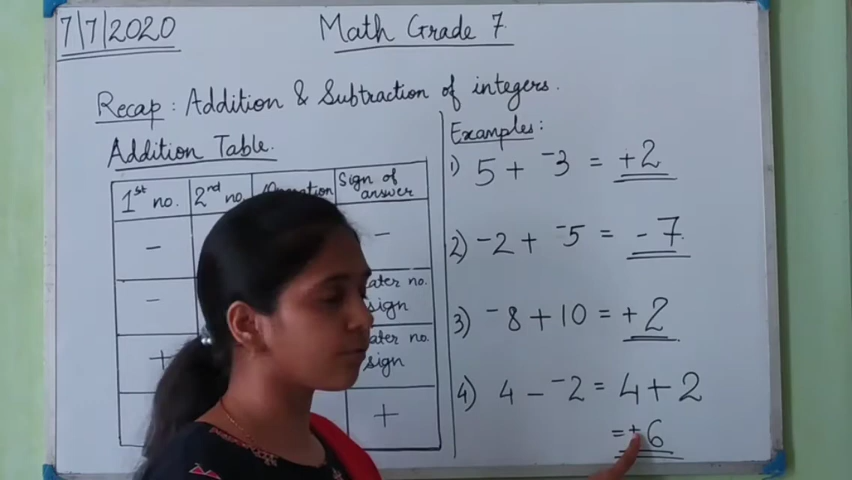 7/7/2020
Math Grade 7
Recap : Addition & Subtraction of integers.
Addition Table.
1st no. 2nd no. Sign of answer
− −
− no. sign
+ no. sign
+
Examples:
1) 5 + ⁻3 = +2
2) ⁻2 + ⁻5 = -7
3) ⁻8 + 10 = +2
4) 4 − ⁻2 = 4 + 2
= +6